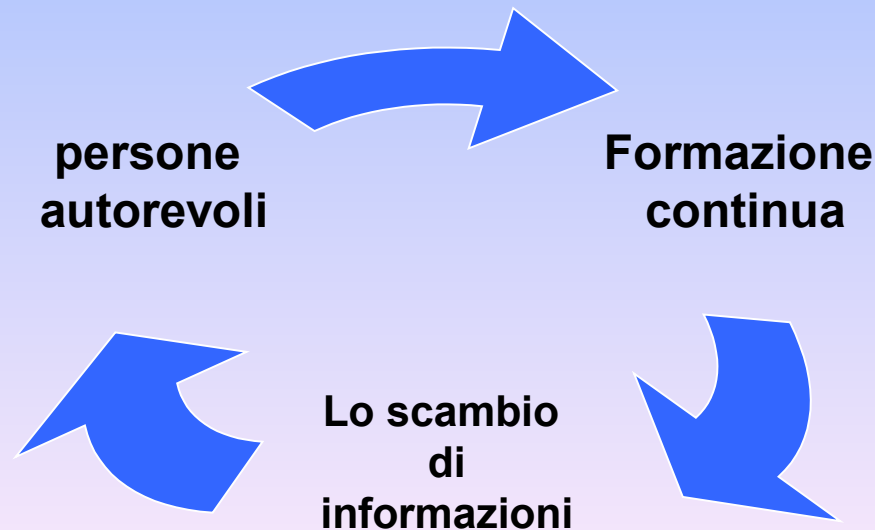 persone
autorevoli
Formazione
continua
Lo scambio
di
informazioni